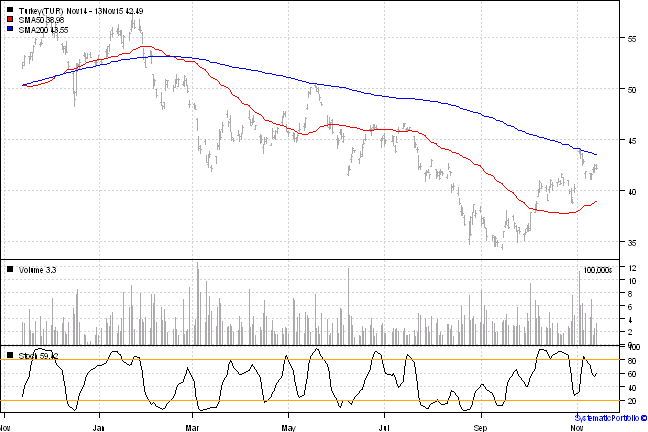 Turkey(TUR) Nov14 - 13Nov15 42.49
SMA50 38.98
SMA200 43.55
55
50
45
40
35
Volume 3.3
100,000s
12
10
8
6
4
2
0
Stoch 59.42
100
80
60
40
20
Nov Jan Mar May Jul Sep Nov
SystematicPortfolio ©